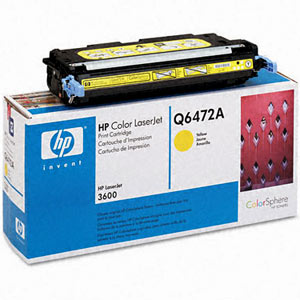 hp
invent
HP Color LaserJet
Print Cartridge
Cartouche d'impression
Cartucho de impresión
HP LaserJet
3600
Q6472A
Yellow
Jaune
Amarillo
ColorSphere